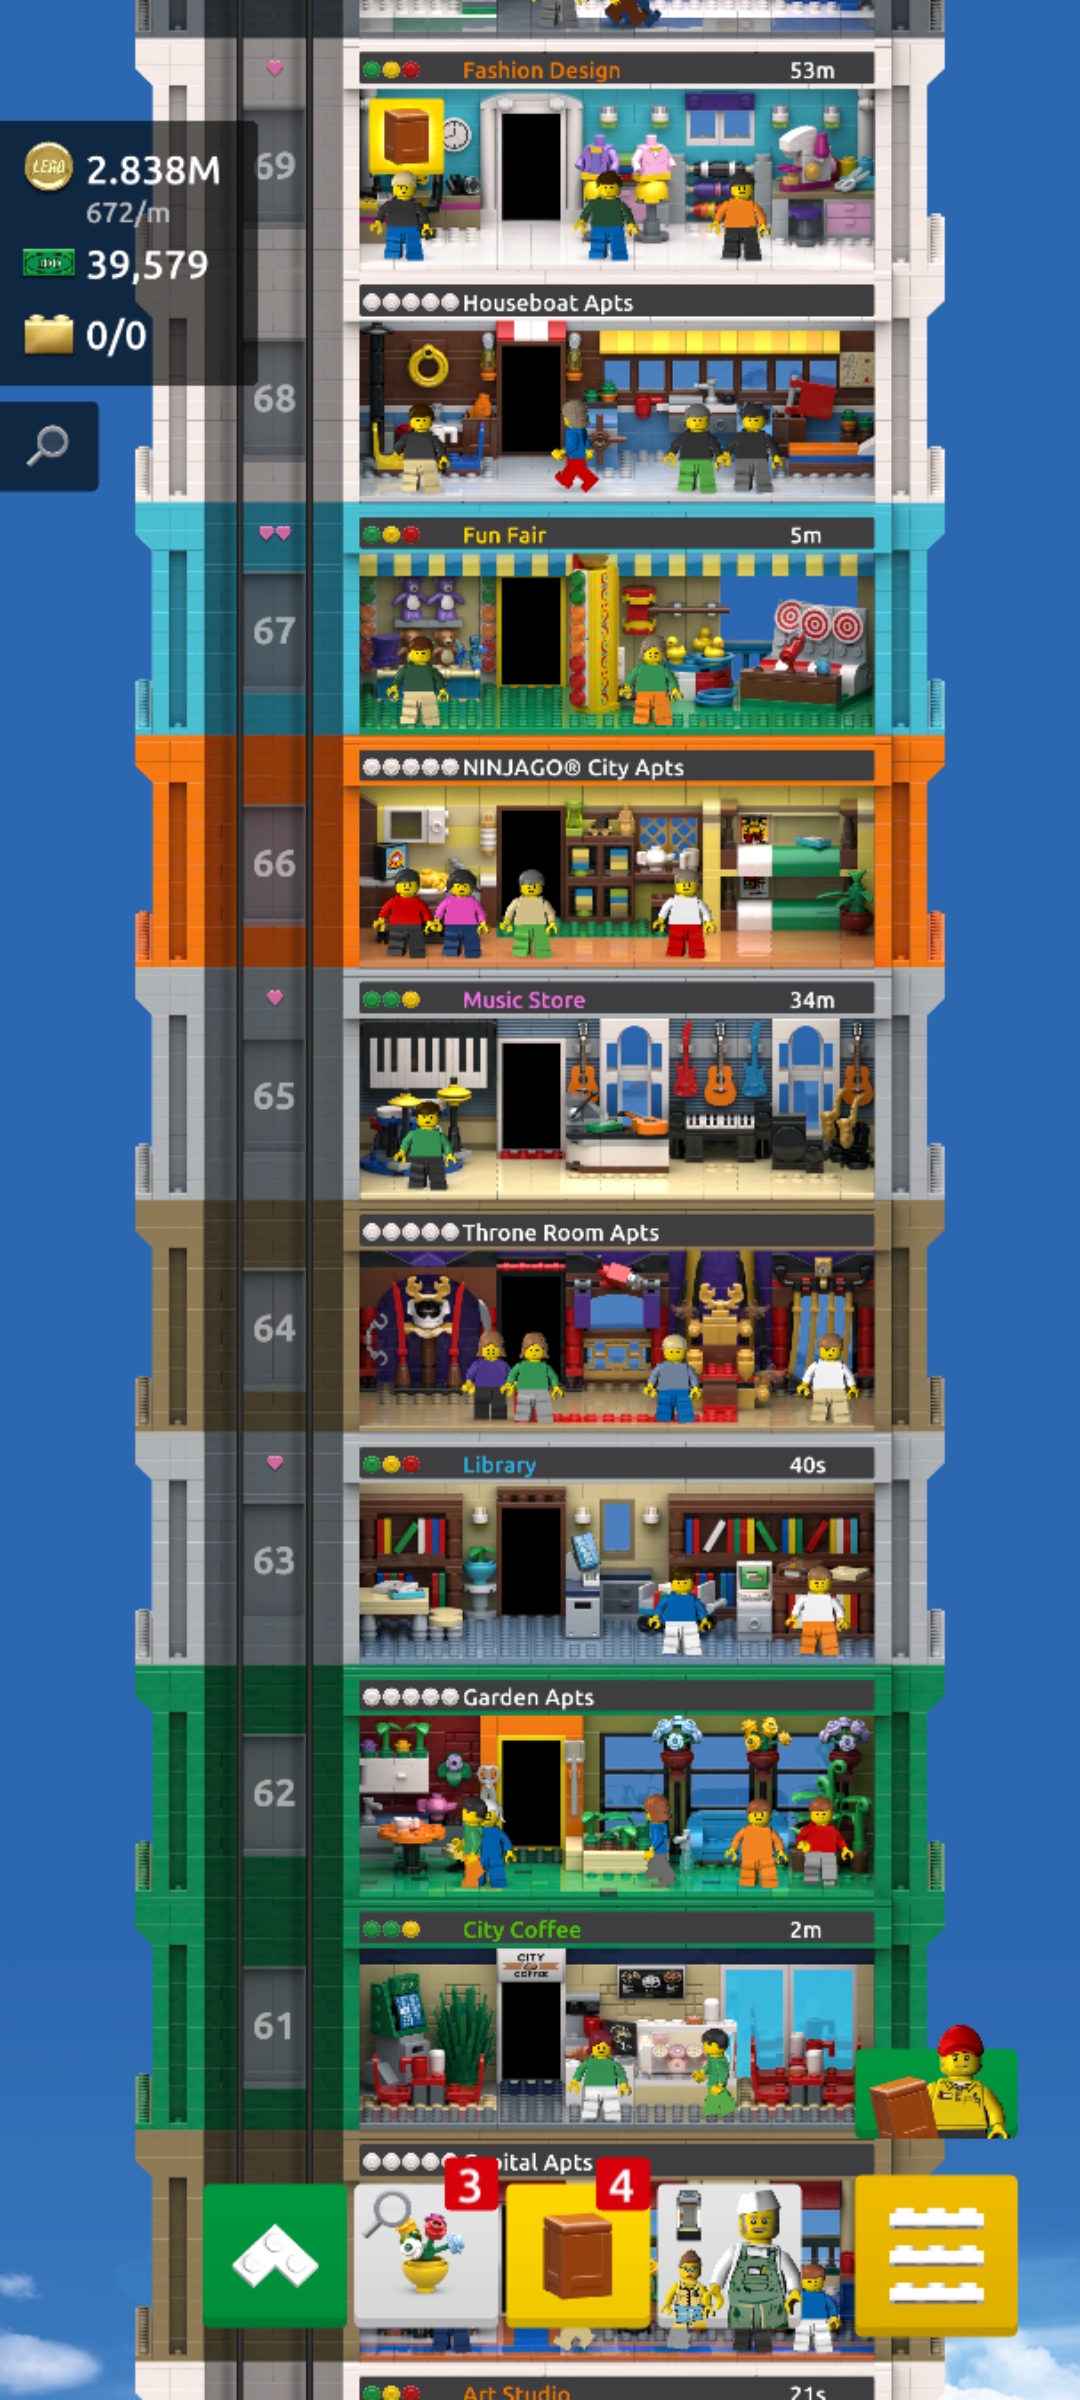 Fashion Design 53m
69
LEGO
2.838M
672/m
39,579
0/0
Houseboat Apts
68
Fun Fair 5m
67
NINJAGO® City Apts
66
Music Store 34m
65
Throne Room Apts
64
Library 40s
63
Garden Apts
62
City Coffee 2m
CITY
COFFEE
61
pital Apts
3
4
Art Studio 21s